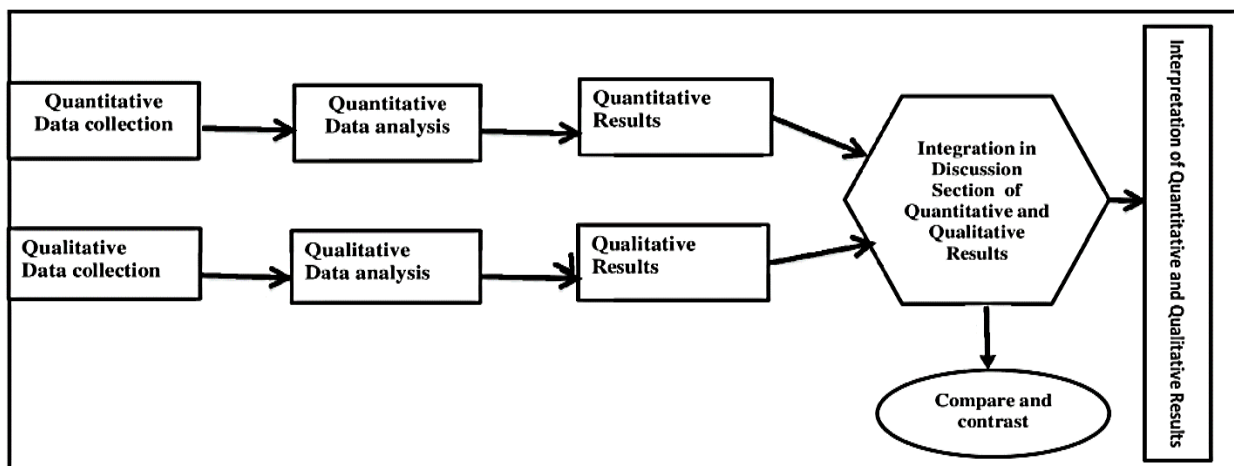 Quantitative
Data collection
Quantitative
Data analysis
Quantitative
Results
Integration in
Discussion
Section of
Quantitative and
Qualitative
Results
Interpretation of Quantitative and Qualitative Results
Qualitative
Data collection
Qualitative
Data analysis
Qualitative
Results
Compare and
contrast